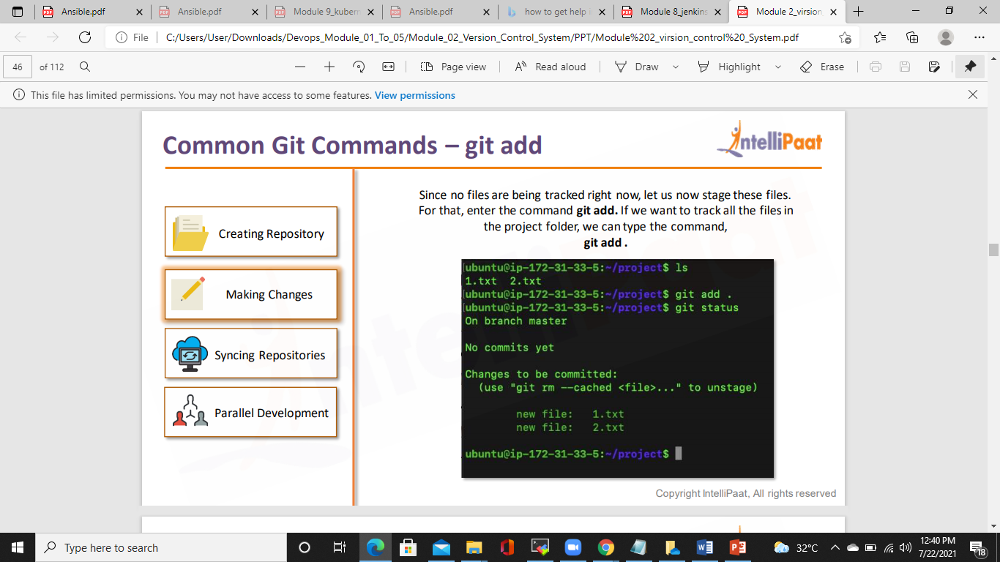 Ansible.pdf
Ansible.pdf
Module 9_kubern
Ansible.pdf
how to get help i
Module 8_jenkins
Module 2_virsion
File
C:/Users/User/Downloads/Devops_Module_01_To_05/Module_02_Version_Control_System/PPT/Module%202_virsion_control%20_System.pdf
46 of 112
Page view
Read aloud
Draw
Highlight
Erase
This file has limited permissions. You may not have access to some features. View permissions
Common Git Commands – git add
IntelliPaat
Creating Repository
Making Changes
Syncing Repositories
Parallel Development
Since no files are being tracked right now, let us now stage these files.
For that, enter the command git add. If we want to track all the files in
the project folder, we can type the command,
git add .
ubuntu@ip-172-31-33-5:~/project$ ls
1.txt  2.txt
ubuntu@ip-172-31-33-5:~/project$ git add .
ubuntu@ip-172-31-33-5:~/project$ git status
On branch master
No commits yet
Changes to be committed:
(use "git rm --cached <file>..." to unstage)
new file:   1.txt
new file:   2.txt
ubuntu@ip-172-31-33-5:~/project$
Copyright IntelliPaat, All rights reserved
Type here to search
32°C
12:40 PM
7/22/2021
18